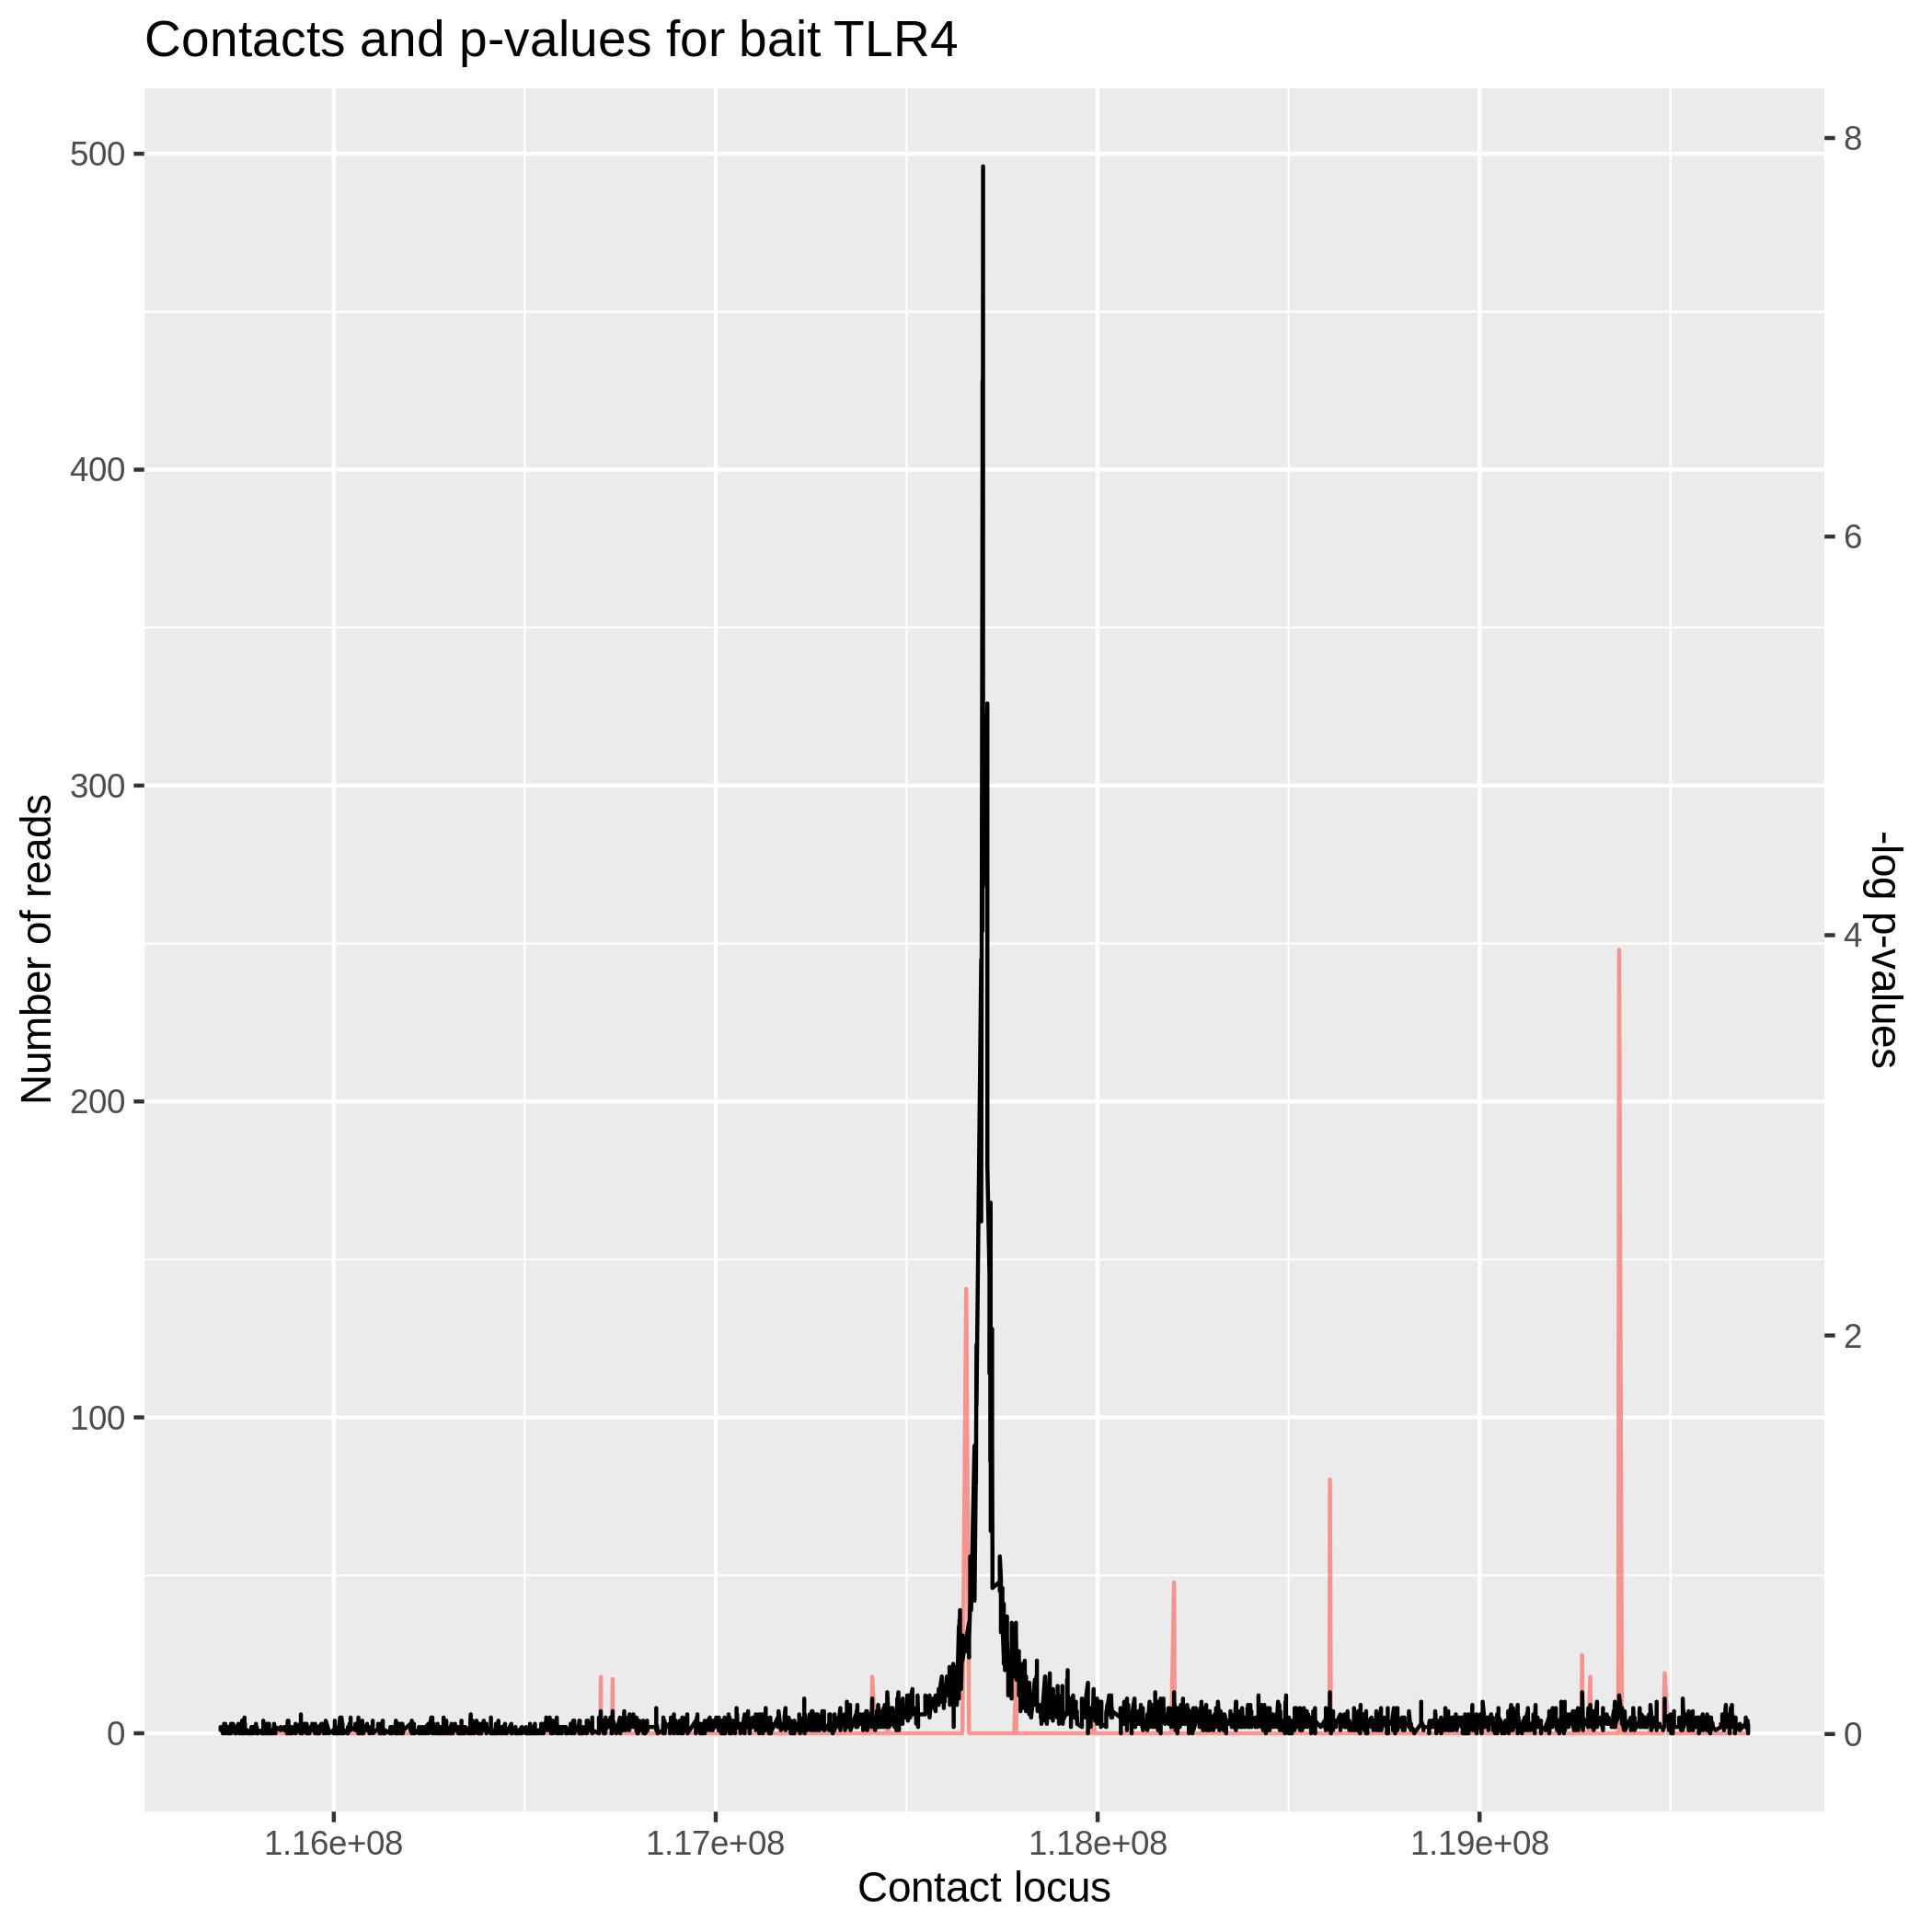 Contacts and p-values for bait TLR4
500
400
300
200
100
0
Number of reads
8
6
4
2
0
-log p-values
1.16e+08
1.17e+08
1.18e+08
1.19e+08
Contact locus